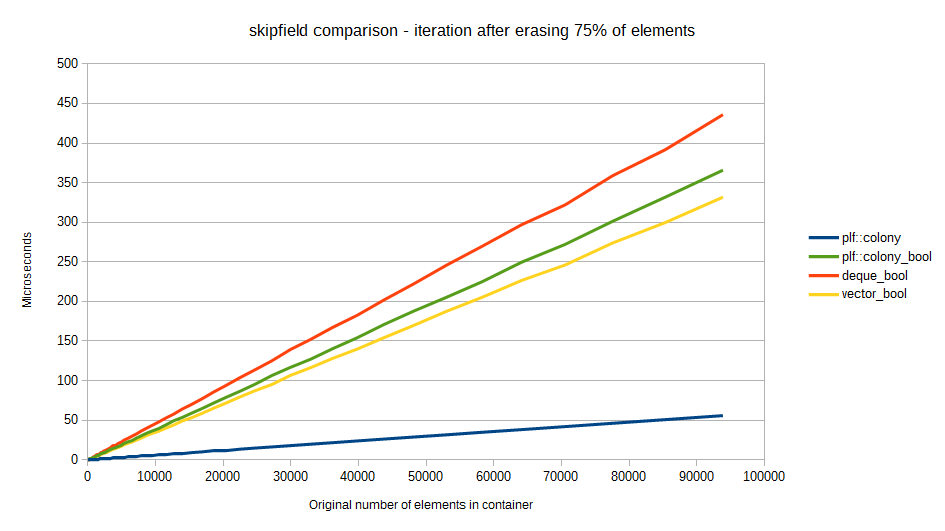 skipfield comparison - iteration after erasing 75% of elements
500
450
400
350
300
250
200
150
100
50
0
Microseconds
0 10000 20000 30000 40000 50000 60000 70000 80000 90000 100000
Original number of elements in container
plf::colony
plf::colony_bool
deque_bool
vector_bool